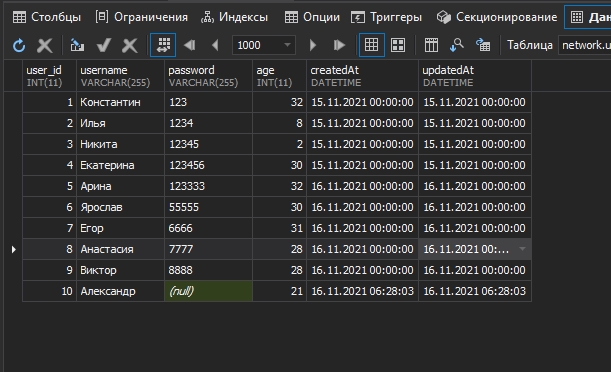 Столбцы Ограничения Индексы Опции Триггеры Секционирование Дан
1000 Таблица network.u
user_id username password age createdAt updatedAt
INT(11) VARCHAR(255) VARCHAR(255) INT(11) DATETIME DATETIME
1 Константин 123 32 15.11.2021 00:00:00 15.11.2021 00:00:00
2 Илья 1234 8 15.11.2021 00:00:00 15.11.2021 00:00:00
3 Никита 12345 2 15.11.2021 00:00:00 15.11.2021 00:00:00
4 Екатерина 123456 30 15.11.2021 00:00:00 15.11.2021 00:00:00
5 Арина 123333 32 16.11.2021 00:00:00 16.11.2021 00:00:00
6 Ярослав 55555 30 16.11.2021 00:00:00 16.11.2021 00:00:00
7 Егор 6666 31 16.11.2021 00:00:00 16.11.2021 00:00:00
8 Анастасия 7777 28 16.11.2021 00:00:00 16.11.2021 00:...
9 Виктор 8888 28 16.11.2021 00:00:00 16.11.2021 00:00:00
10 Александр (null) 21 16.11.2021 06:28:03 16.11.2021 06:28:03